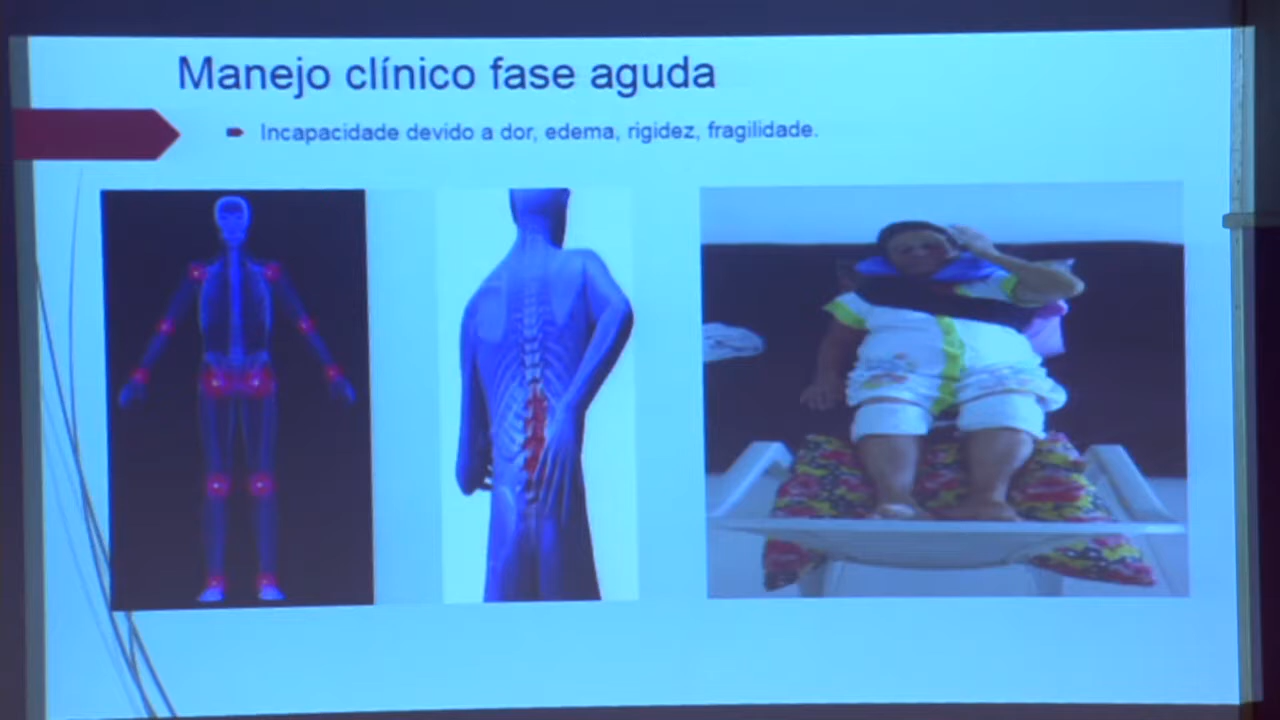 Manejo clínico fase aguda
Incapacidade devido a dor, edema, rigidez, fragilidade.